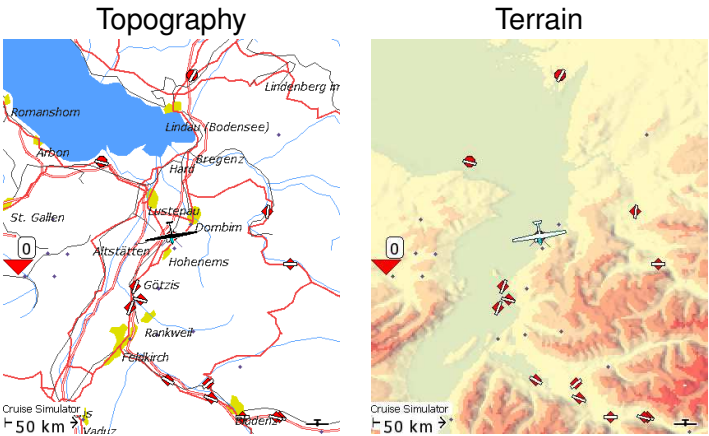 Topography
Terrain
Lindenberg im
Romanshorn
Lindau (Bodensee)
Arbon
Bregenz
Hard
St. Gallen
Lustenau
Dornbirn
Altstätten
0
0
Hohenems
Götzis
Rankweil
Feldkirch
Bludenz
Cruise Simulator
50 km
Vaduz
Cruise Simulator
50 km